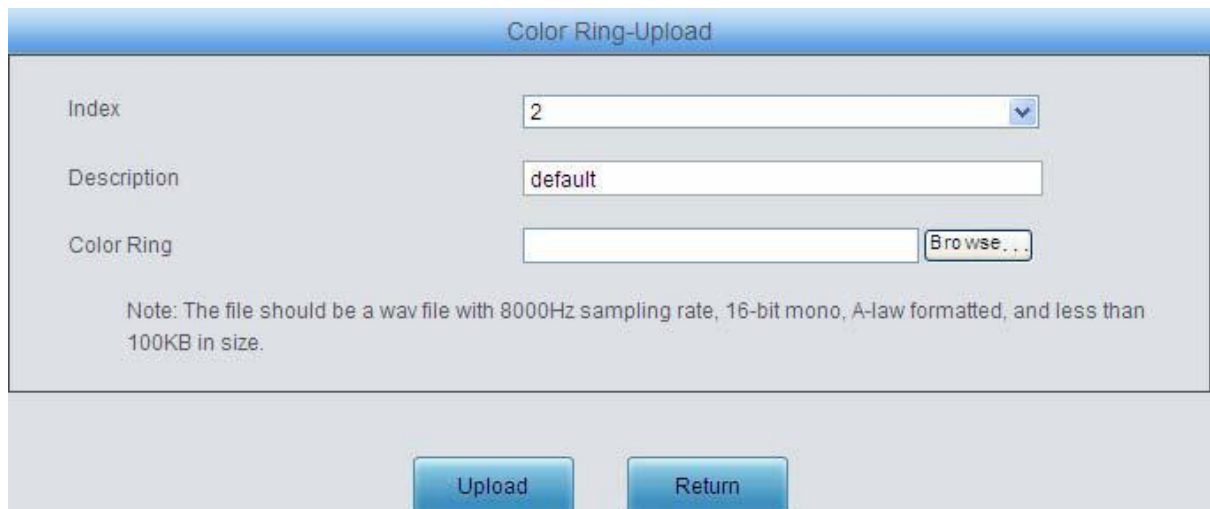 Color Ring-Upload
Index
2
Description
default
Color Ring
Browse...
Note: The file should be a wav file with 8000Hz sampling rate, 16-bit mono, A-law formatted, and less than
100KB in size.
Upload
Return